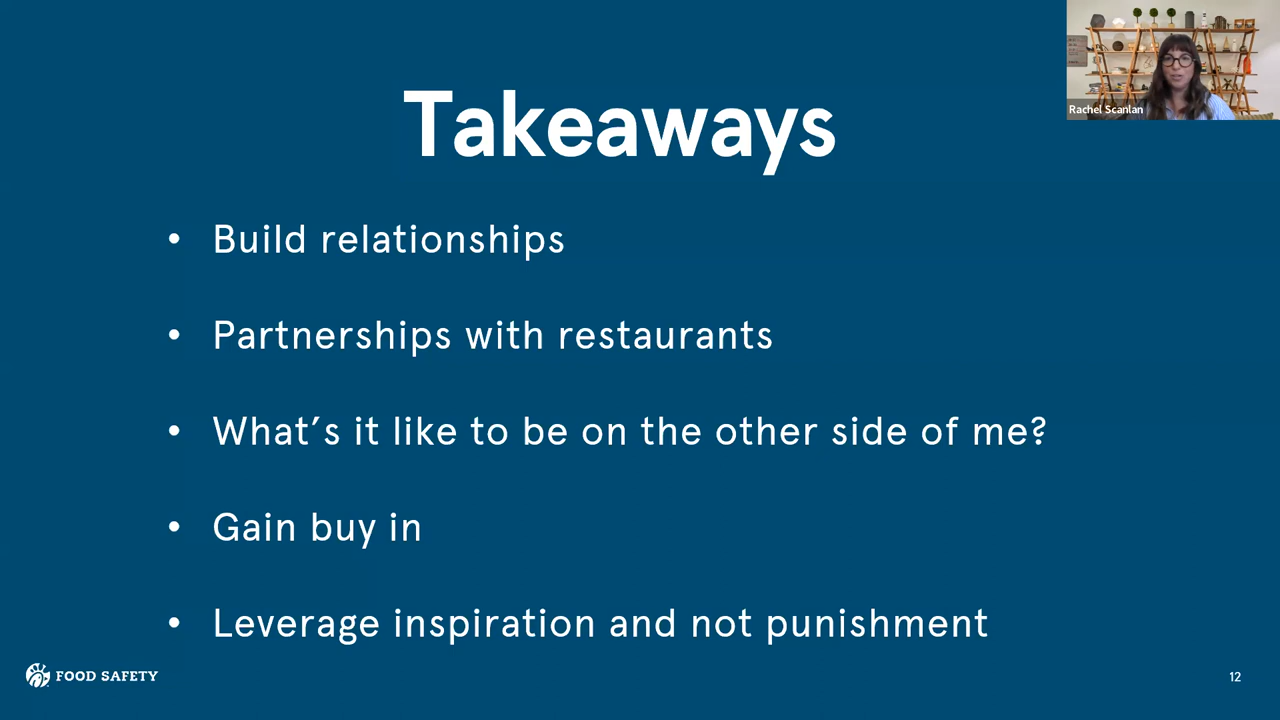 Takeaways
Rachel Scanlan
• Build relationships
• Partnerships with restaurants
• What’s it like to be on the other side of me?
• Gain buy in
• Leverage inspiration and not punishment
FOOD SAFETY
12